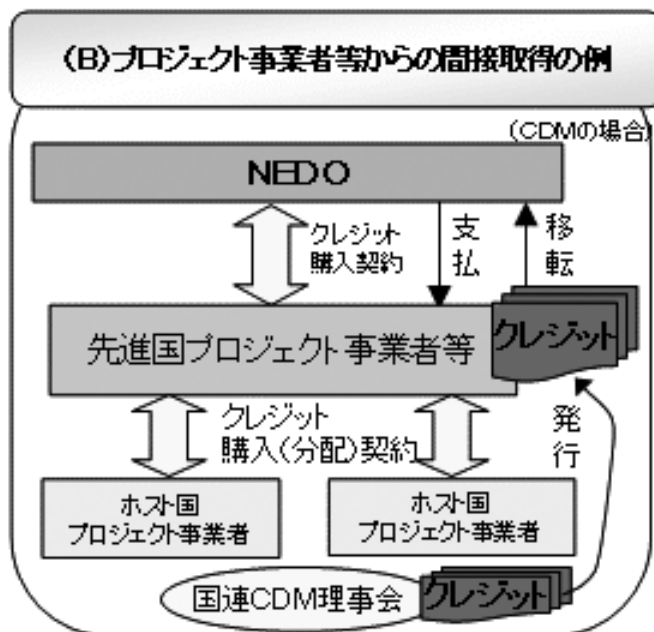 (B)プロジェクト事業者等からの間接取得の例
(CDMの場合)
NEDO
クレジット
購入契約
支払
移転
先進国プロジェクト事業者等
クレジット
クレジット
購入(分配)契約
発行
ホスト国
プロジェクト事業者
ホスト国
プロジェクト事業者
国連CDM理事会
クレジット